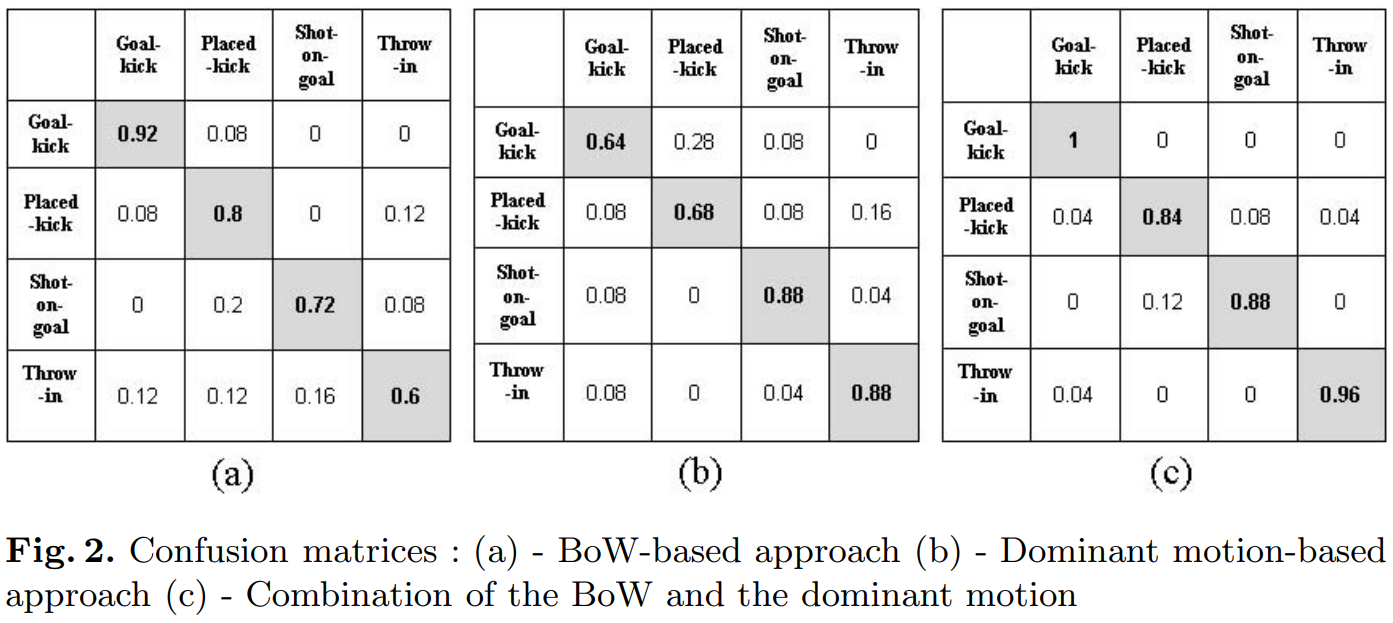 Goal-kick Placed-kick Shot-on-goal Throw-in
Goal-kick 0.92 0.08 0 0
Placed-kick 0.08 0.8 0 0.12
Shot-on-goal 0 0.2 0.72 0.08
Throw-in 0.12 0.12 0.16 0.6
(a)
Goal-kick Placed-kick Shot-on-goal Throw-in
Goal-kick 0.64 0.28 0.08 0
Placed-kick 0.08 0.68 0.08 0.16
Shot-on-goal 0.08 0 0.88 0.04
Throw-in 0.08 0 0.04 0.88
(b)
Goal-kick Placed-kick Shot-on-goal Throw-in
Goal-kick 1 0 0 0
Placed-kick 0.04 0.84 0.08 0.04
Shot-on-goal 0 0.12 0.88 0
Throw-in 0.04 0 0 0.96
(c)
Fig. 2. Confusion matrices : (a) - BoW-based approach (b) - Dominant motion-based
approach (c) - Combination of the BoW and the dominant motion